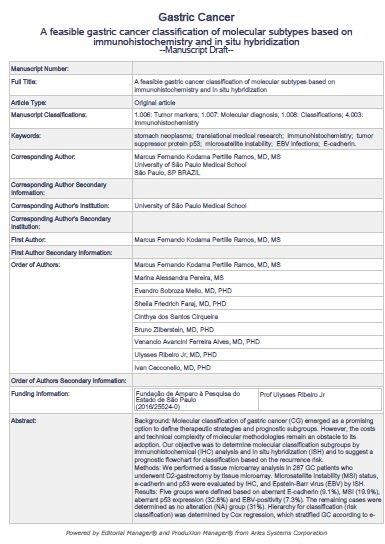 Gastric Cancer
A feasible gastric cancer classification of molecular subtypes based on
immunohistochemistry and in situ hybridization
--Manuscript Draft--
Manuscript Number:
Full Title: A feasible gastric cancer classification of molecular subtypes based on
immunohistochemistry and in situ hybridization
Article Type: Original article
Manuscript Classifications: 1.006: Tumor markers; 1.007: Molecular diagnosis; 1.008: Classifications; 4.003:
Immunohistochemistry
Keywords: stomach neoplasms; translational medical research; immunohistochemistry; tumor
suppressor protein p53; microsatellite instability; EBV infections; E-cadherin.
Corresponding Author: Marcus Fernando Kodama Pertille Ramos, MD, MS
University of São Paulo Medical School
São Paulo, SP BRAZIL
Corresponding Author Secondary
Information:
Corresponding Author's Institution: University of São Paulo Medical School
Corresponding Author's Secondary
Institution:
First Author: Marcus Fernando Kodama Pertille Ramos, MD, MS
First Author Secondary Information:
Order of Authors: Marcus Fernando Kodama Pertille Ramos, MD, MS
Marina Alessandra Pereira, MS
Evandro Sobroza Mello, MD, PHD
Sheila Friedrich Faraj, MD, PHD
Cinthya dos Santos Cirqueira
Bruno Zilberstein, MD, PHD
Venancio Avancini Ferreira Alves, MD, PHD
Ulysses Ribeiro Jr, MD, PHD
Ivan Cecconello, MD, PHD
Order of Authors Secondary Information:
Funding Information: Fundação de Amparo à Pesquisa do
Estado de São Paulo
(2016/25524-0) Prof Ulysses Ribeiro Jr
Abstract: Background: Molecular classification of gastric cancer (CG) emerged as a promising
option to define therapeutic strategies and prognostic subgroups. However, the costs
and technical complexity of molecular methodologies remain an obstacle to its
adoption. Our objective was to determine molecular classification subgroups by
immunohistochemical (IHC) analysis and in situ hybridization (ISH) and to suggest a
prognostic flowchart for classification based on the recurrence risk.
Methods: We performed a tissue microarray analysis in 287 GC patients who
underwent D2-gastrectomy by tissue microarray. Microsatellite instability (MSI) status,
e-cadherin and p53 were evaluated by IHC, and Epstein-Barr virus (EBV) by ISH.
Results: Five groups were defined based on aberrant E-cadherin (9.1%), MSI (19.9%),
aberrant p53 expression (32.8%) and EBV-positivity (7.3%). The remaining cases were
determined as no alteration (NA) group (31%). Hierarchy for classification (risk
classification) was determined by Cox regression, which stratified GC according to e-
Powered by Editorial Manager® and ProduXion Manager® from Aries Systems Corporation